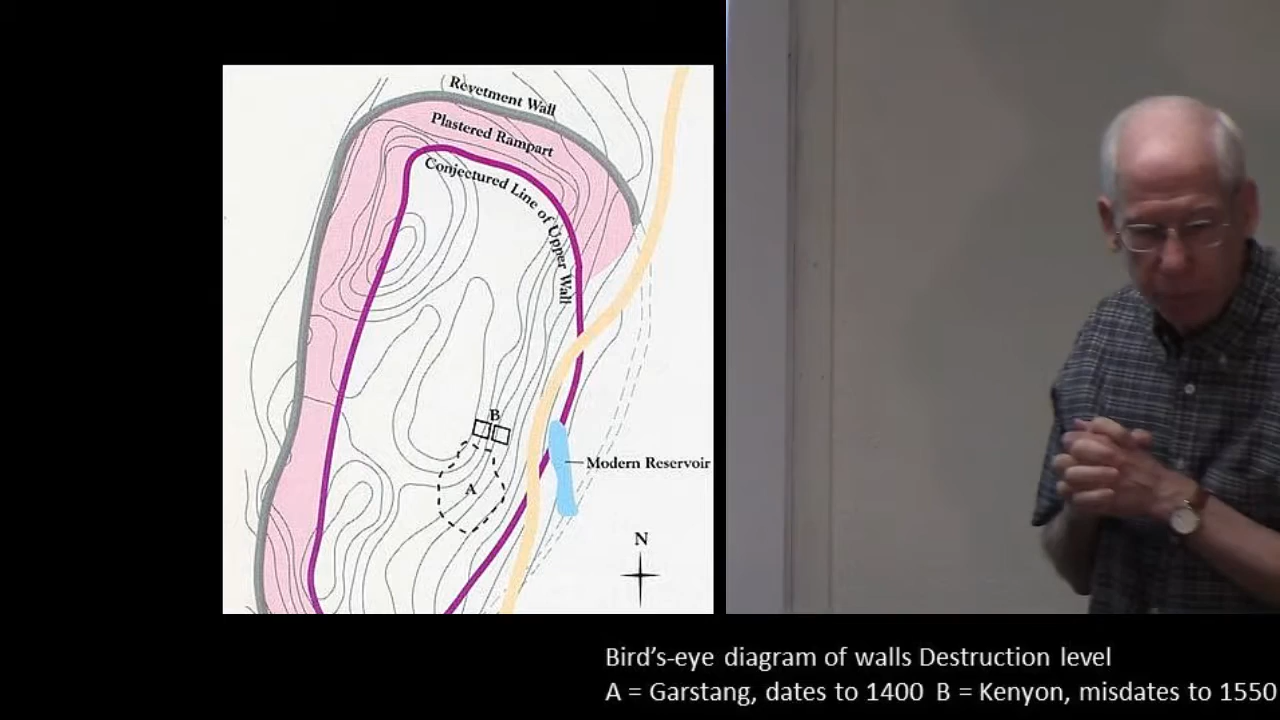 Revetment Wall
Plastered Rampart
Conjectured Line of Upper Wall
B
A
Modern Reservoir
N
Bird's-eye diagram of walls Destruction level
A = Garstang, dates to 1400 B = Kenyon, misdates to 1550